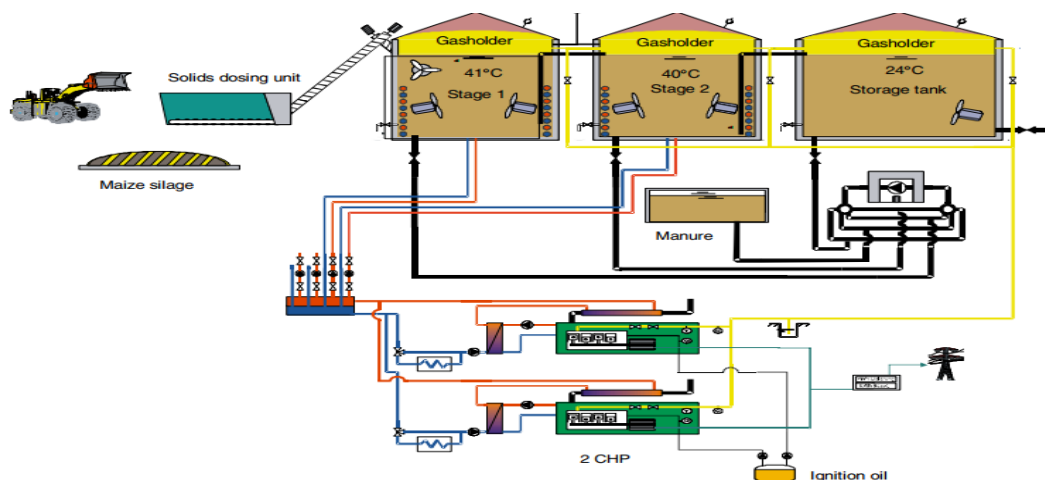 Gasholder
Gasholder
Gasholder
Solids dosing unit
41°C
Stage 1
40°C
Stage 2
24°C
Storage tank
Maize silage
Manure
2 CHP
Ignition oil